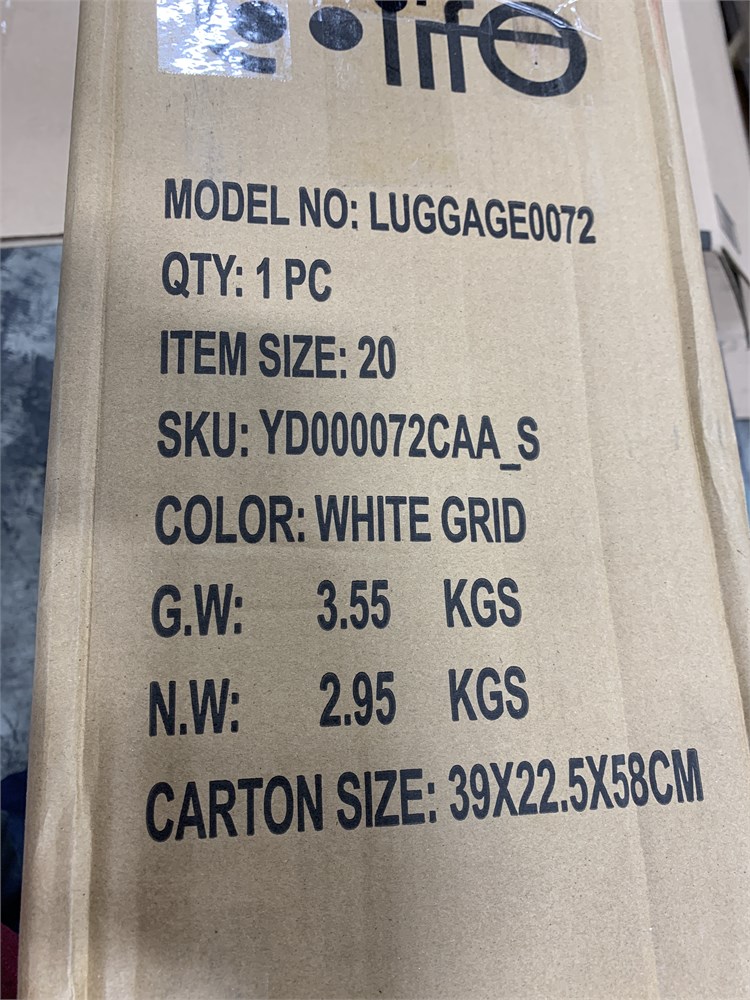 MODEL NO: LUGGAGE0072
QTY: 1 PC
ITEM SIZE: 20
SKU: YD000072CAA_S
COLOR: WHITE GRID
G.W: 3.55 KGS
N.W: 2.95 KGS
CARTON SIZE: 39X22.5X58CM